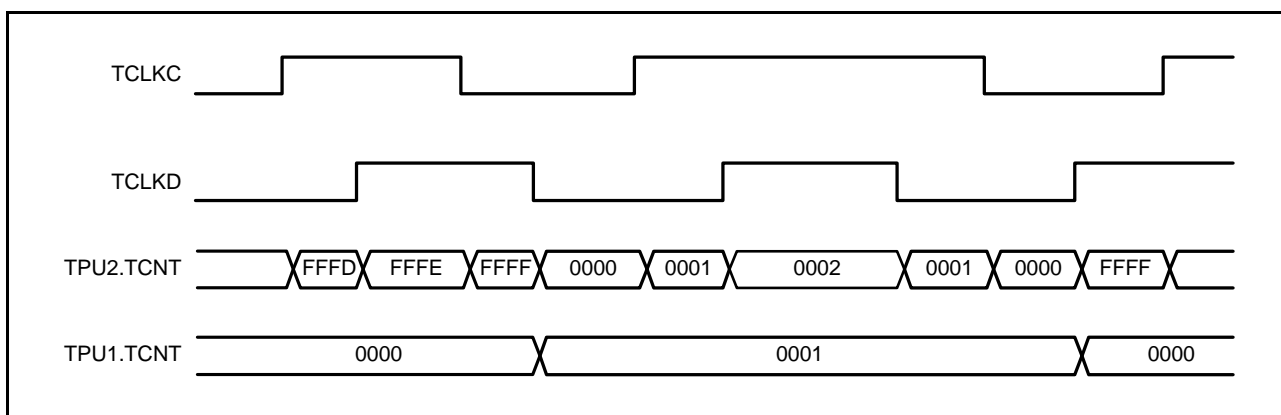 TCLKC
TCLKD
TPU2.TCNT FFFD FFFE FFFF 0000 0001 0002 0001 0000 FFFF
TPU1.TCNT 0000 0001 0000